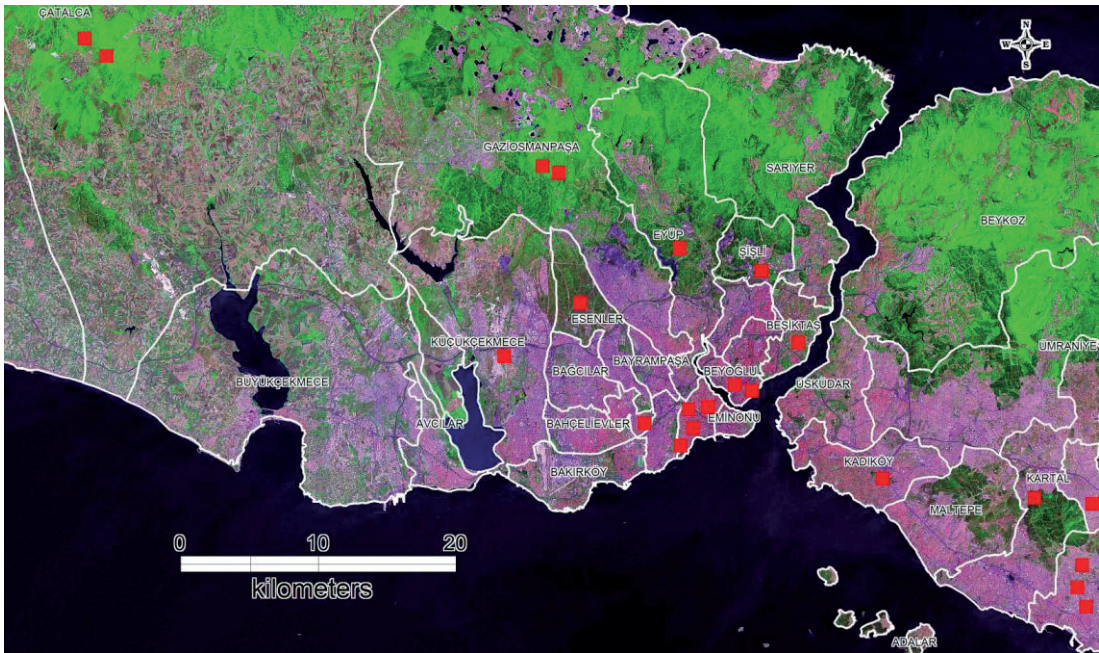 ÇATALCA
N
W E
S
GAZİOSMANPAŞA
SARIYER
BEYKOZ
EYÜP
ŞİŞLİ
ESENLER
BEŞİKTAŞ
KÜÇÜKÇEKMECE
ÜMRANİYE
BAYRAMPAŞA
BAĞCILAR
BEYOĞLU
ÜSKÜDAR
BÜYÜKÇEKMECE
AVCILAR
BAHÇELİEVLER
EMİNÖNÜ
BAKIRKÖY
KADIKÖY
KARTAL
MALTEPE
0 10 20
kilometers
ADALAR